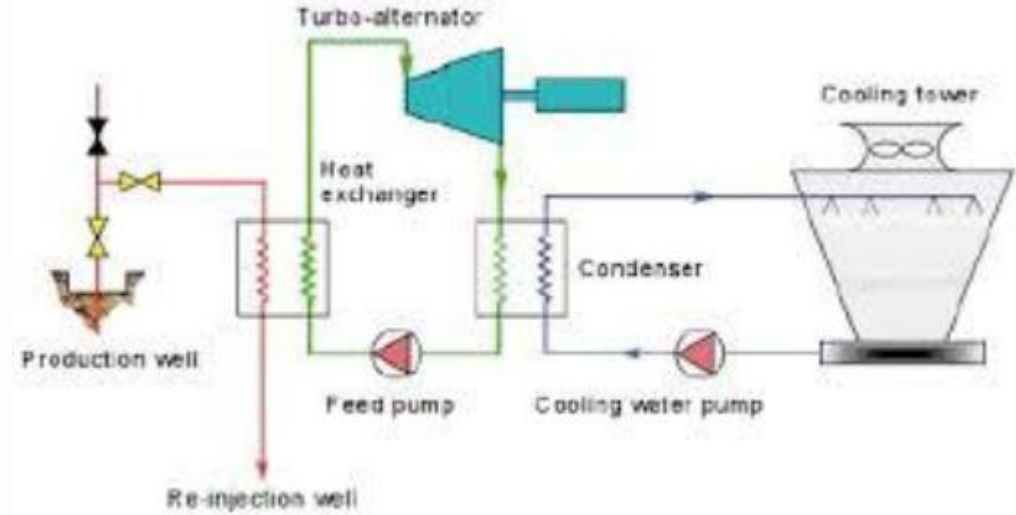 Turbo-alternator
Cooling tower
Heat
exchanger
Condenser
Production well
Feed pump
Cooling water pump
Re-injection well